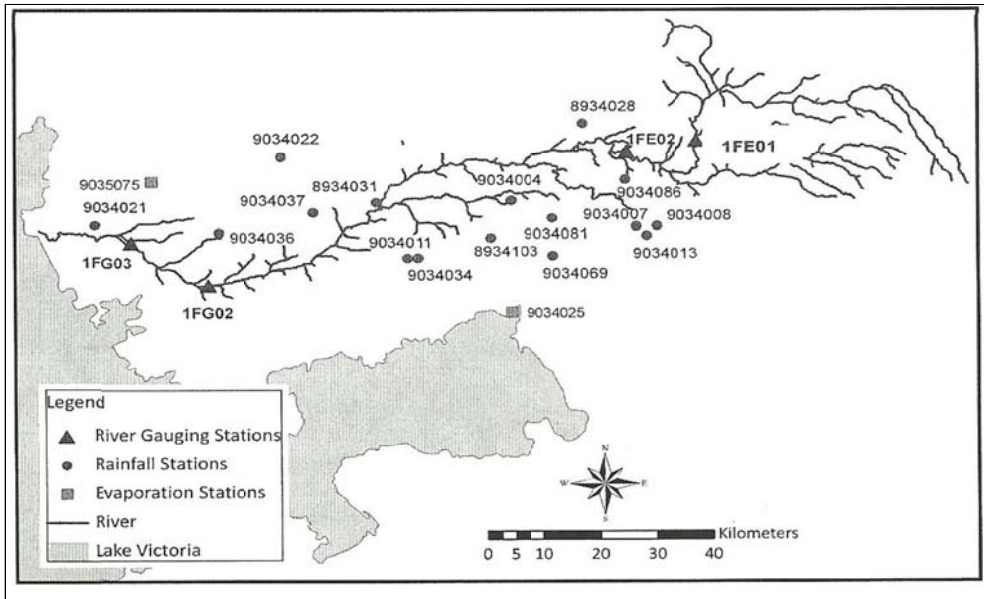 8934028
1FE02
1FE01
9034022
9035075
8934031
9034004
9034086
9034021
9034037
9034007
9034008
9034036
9034011
9034081
1FG03
8934103
9034013
9034034
9034069
1FG02
9034025
Legend
River Gauging Stations
Rainfall Stations
Evaporation Stations
River
Lake Victoria
N
W
E
S
Kilometers
0 5 10 20 30 40